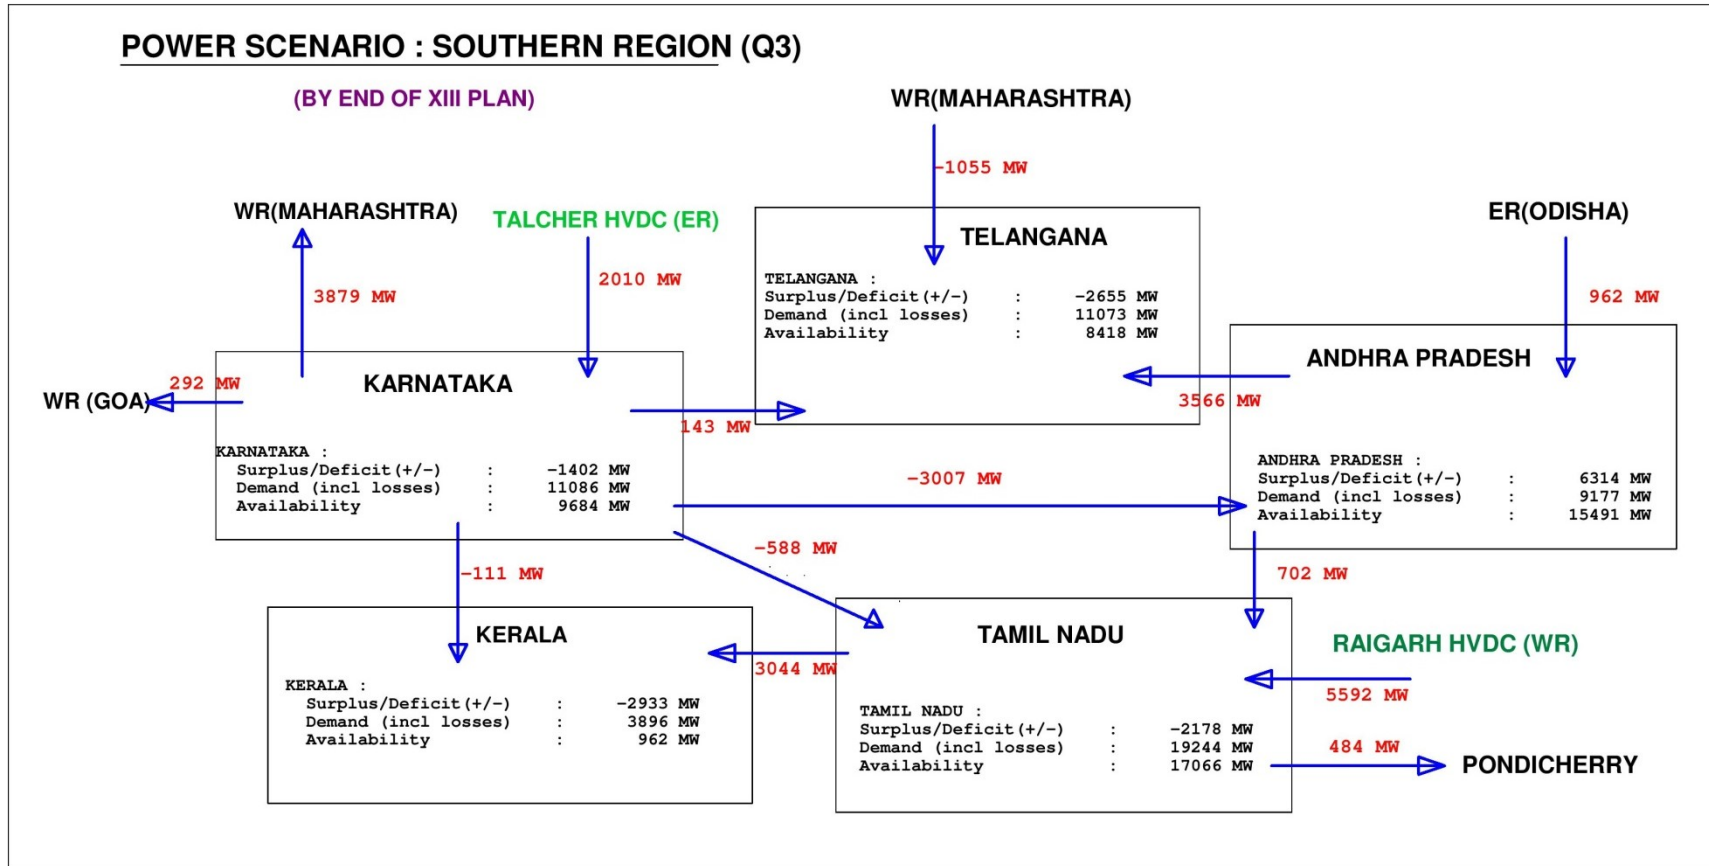 POWER SCENARIO : SOUTHERN REGION (Q3)
(BY END OF XIII PLAN)
WR(MAHARASHTRA)
-1055 MW
WR(MAHARASHTRA)
3879 MW
TALCHER HVDC (ER)
2010 MW
ER(ODISHA)
962 MW
TELANGANA
TELANGANA :
Surplus/Deficit(+/-) : -2655 MW
Demand (incl losses) : 11073 MW
Availability : 8418 MW
WR (GOA)
292 MW
KARNATAKA
143 MW
3566 MW
ANDHRA PRADESH
KARNATAKA :
Surplus/Deficit(+/-) : -1402 MW
Demand (incl losses) : 11086 MW
Availability : 9684 MW
-3007 MW
ANDHRA PRADESH :
Surplus/Deficit(+/-) : 6314 MW
Demand (incl losses) : 9177 MW
Availability : 15491 MW
-111 MW
-588 MW
702 MW
KERALA
KERALA :
Surplus/Deficit(+/-) : -2933 MW
Demand (incl losses) : 3896 MW
Availability : 962 MW
3044 MW
TAMIL NADU
TAMIL NADU :
Surplus/Deficit(+/-) : -2178 MW
Demand (incl losses) : 19244 MW
Availability : 17066 MW
RAIGARH HVDC (WR)
5592 MW
484 MW
PONDICHERRY